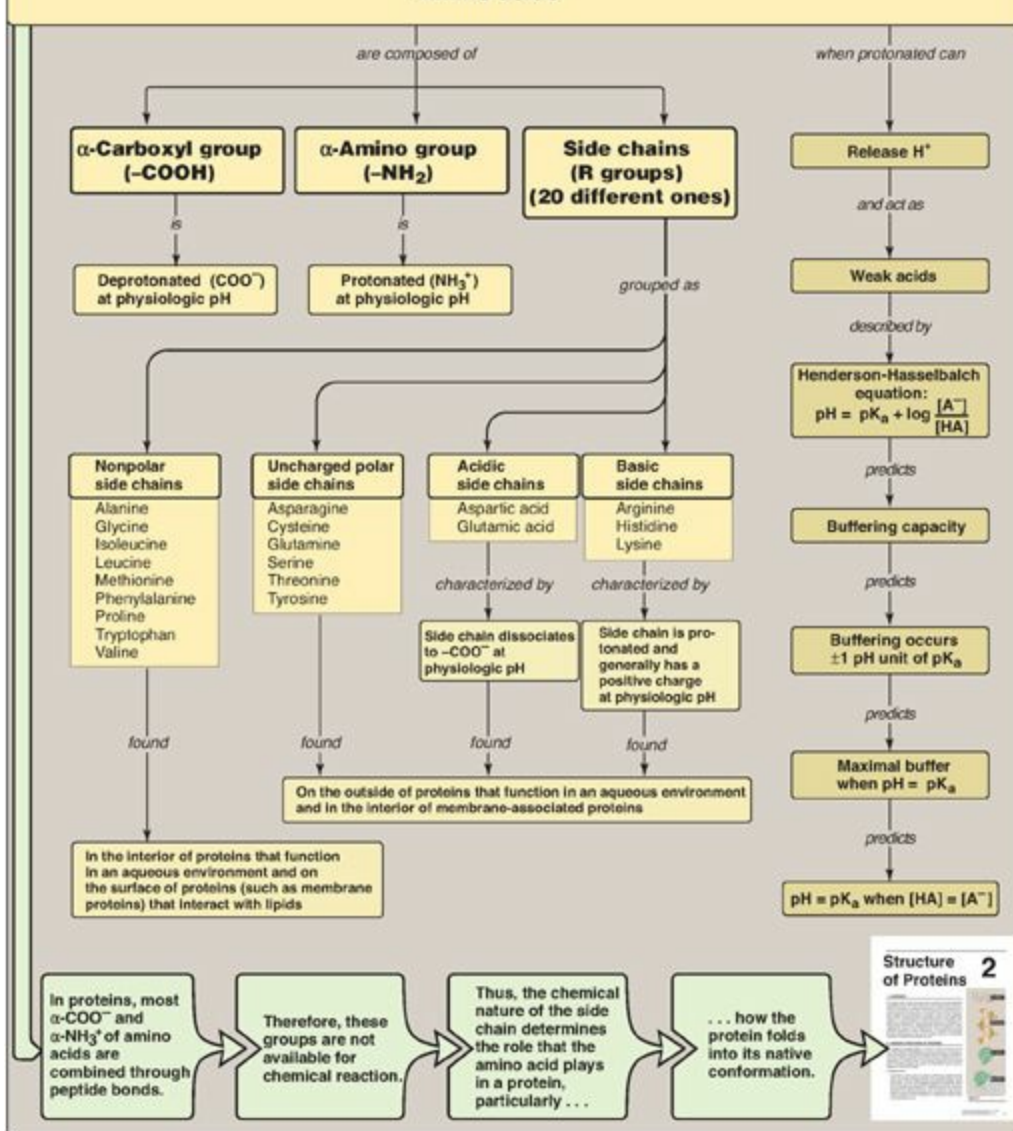 are composed of
when protonated can
α-Carboxyl group
(–COOH)
α-Amino group
(–NH₂)
Side chains
(R groups)
(20 different ones)
Release H⁺
is
is
and act as
Deprotonated (COO⁻)
at physiologic pH
Protonated (NH₃⁺)
at physiologic pH
grouped as
Weak acids
described by
Henderson-Hasselbalch
equation:
pH = pKₐ + log [A⁻]
[HA]
predicts
Nonpolar
side chains
Alanine
Glycine
Isoleucine
Leucine
Methionine
Phenylalanine
Proline
Tryptophan
Valine
Uncharged polar
side chains
Asparagine
Cysteine
Glutamine
Serine
Threonine
Tyrosine
Acidic
side chains
Aspartic acid
Glutamic acid
Basic
side chains
Arginine
Histidine
Lysine
Buffering capacity
characterized by
characterized by
predicts
Side chain dissociates
to –COO⁻ at
physiologic pH
Side chain is pro-
tonated and
generally has a
positive charge
at physiologic pH
Buffering occurs
±1 pH unit of pKₐ
predicts
found
found
found
found
On the outside of proteins that function in an aqueous environment
and in the interior of membrane-associated proteins
Maximal buffer
when pH = pKₐ
predicts
In the interior of proteins that function
in an aqueous environment and on
the surface of proteins (such as membrane
proteins) that interact with lipids
pH = pKₐ when [HA] = [A⁻]
In proteins, most
α-COO⁻ and
α-NH₃⁺ of amino
acids are
combined through
peptide bonds.
Therefore, these
groups are not
available for
chemical reaction.
Thus, the chemical
nature of the side
chain determines
the role that the
amino acid plays
in a protein,
particularly . . .
. . . how the
protein folds
into its native
conformation.
Structure
of Proteins 2